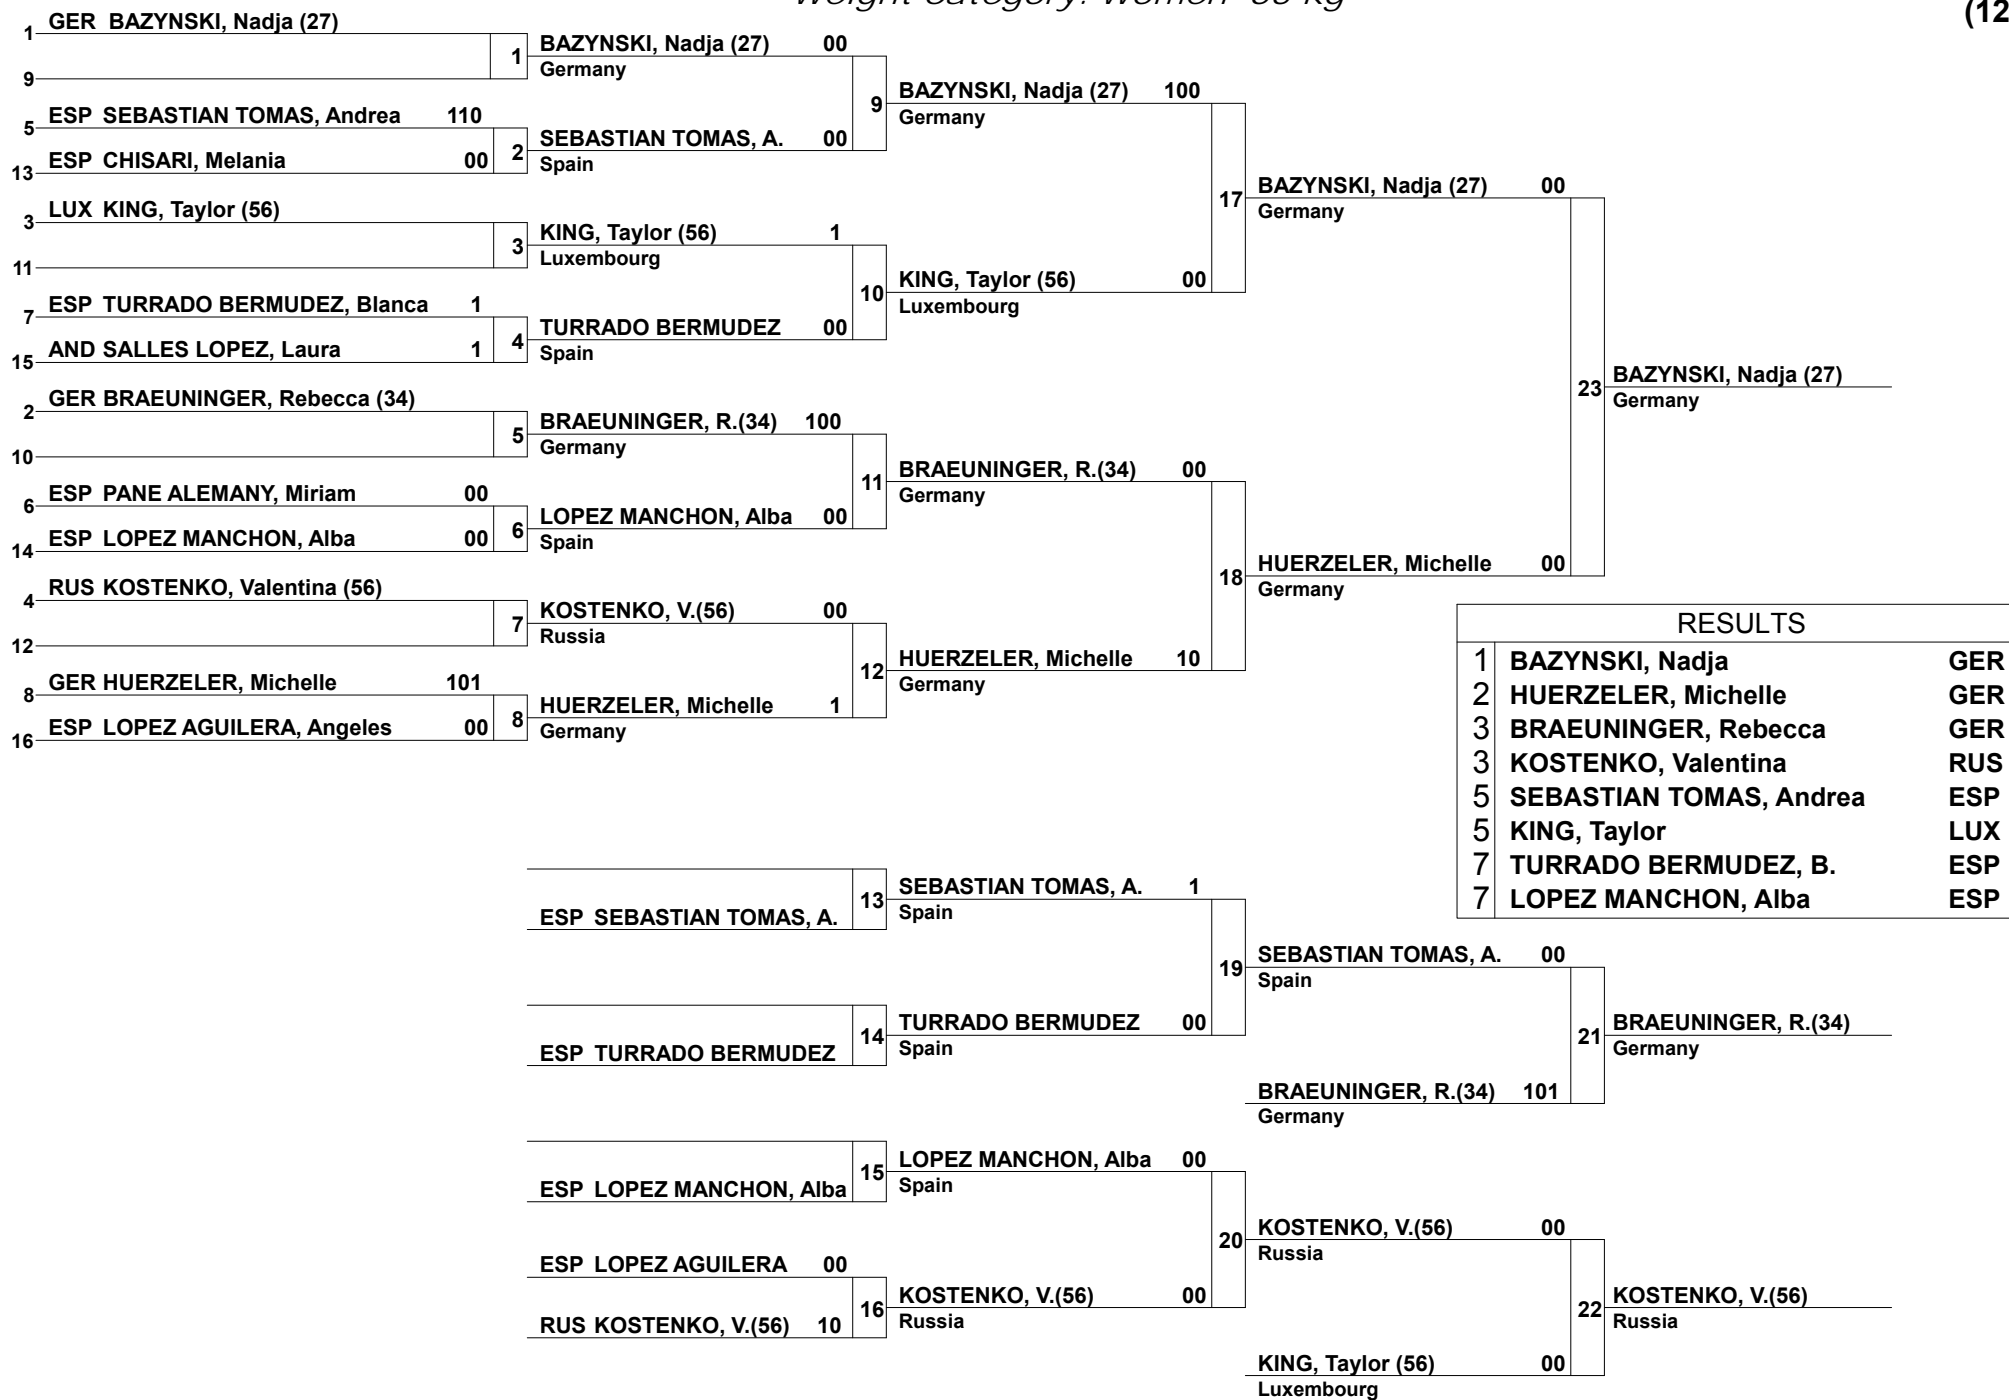 Weight Category: Women -63 kg
(12
1 GER BAZYNSKI, Nadja (27)
9
1
5 ESP SEBASTIAN TOMAS, Andrea 110
13 ESP CHISARI, Melania 00
2
3 LUX KING, Taylor (56)
11
3
7 ESP TURRADO BERMUDEZ, Blanca 1
15 AND SALLES LOPEZ, Laura 1
4
2 GER BRAEUNINGER, Rebecca (34)
10
5
6 ESP PANE ALEMANY, Miriam 00
14 ESP LOPEZ MANCHON, Alba 00
6
4 RUS KOSTENKO, Valentina (56)
12
7
8 GER HUERZELER, Michelle 101
16 ESP LOPEZ AGUILERA, Angeles 00
8
BAZYNSKI, Nadja (27) 00
Germany
9
SEBASTIAN TOMAS, A. 00
Spain
KING, Taylor (56) 1
Luxembourg
10
TURRADO BERMUDEZ 00
Spain
BRAEUNINGER, R.(34) 100
Germany
11
LOPEZ MANCHON, Alba 00
Spain
KOSTENKO, V.(56) 00
Russia
12
HUERZELER, Michelle 1
Germany
BAZYNSKI, Nadja (27) 100
Germany
17
KING, Taylor (56) 00
Luxembourg
BRAEUNINGER, R.(34) 00
Germany
18
HUERZELER, Michelle 10
Germany
BAZYNSKI, Nadja (27) 00
Germany
23
HUERZELER, Michelle 00
Germany
BAZYNSKI, Nadja (27)
Germany
RESULTS
1 BAZYNSKI, Nadja GER
2 HUERZELER, Michelle GER
3 BRAEUNINGER, Rebecca GER
3 KOSTENKO, Valentina RUS
5 SEBASTIAN TOMAS, Andrea ESP
5 KING, Taylor LUX
7 TURRADO BERMUDEZ, B. ESP
7 LOPEZ MANCHON, Alba ESP
ESP SEBASTIAN TOMAS, A.
13
ESP TURRADO BERMUDEZ
14
ESP LOPEZ MANCHON, Alba
15
ESP LOPEZ AGUILERA 00
RUS KOSTENKO, V.(56) 10
16
SEBASTIAN TOMAS, A. 1
Spain
19
TURRADO BERMUDEZ 00
Spain
LOPEZ MANCHON, Alba 00
Spain
20
KOSTENKO, V.(56) 00
Russia
SEBASTIAN TOMAS, A. 00
Spain
21
BRAEUNINGER, R.(34) 101
Germany
KOSTENKO, V.(56) 00
Russia
22
KING, Taylor (56) 00
Luxembourg
BRAEUNINGER, R.(34)
Germany
KOSTENKO, V.(56)
Russia